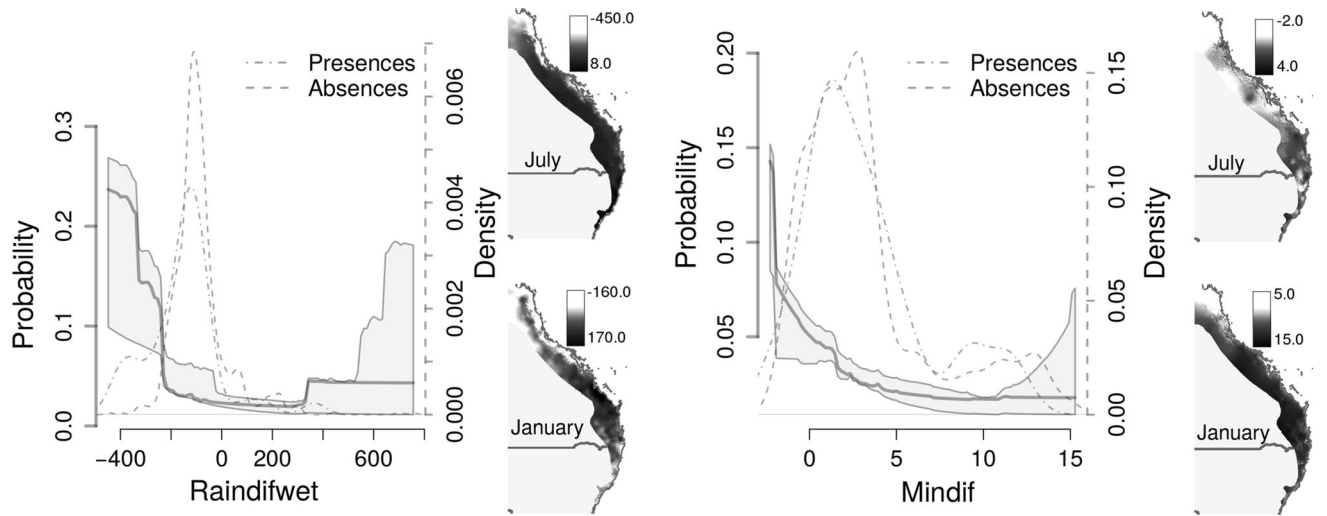 Presences
Absences
Probability
0.0
0.1
0.2
0.3
−400
0
200
600
Raindifwet
0.000
0.002
0.004
0.006
Density
-450.0
8.0
July
-160.0
170.0
January
Presences
Absences
Probability
0.05
0.10
0.15
0.20
0
5
10
15
Mindif
0.00
0.05
0.10
0.15
Density
-2.0
4.0
July
5.0
15.0
January